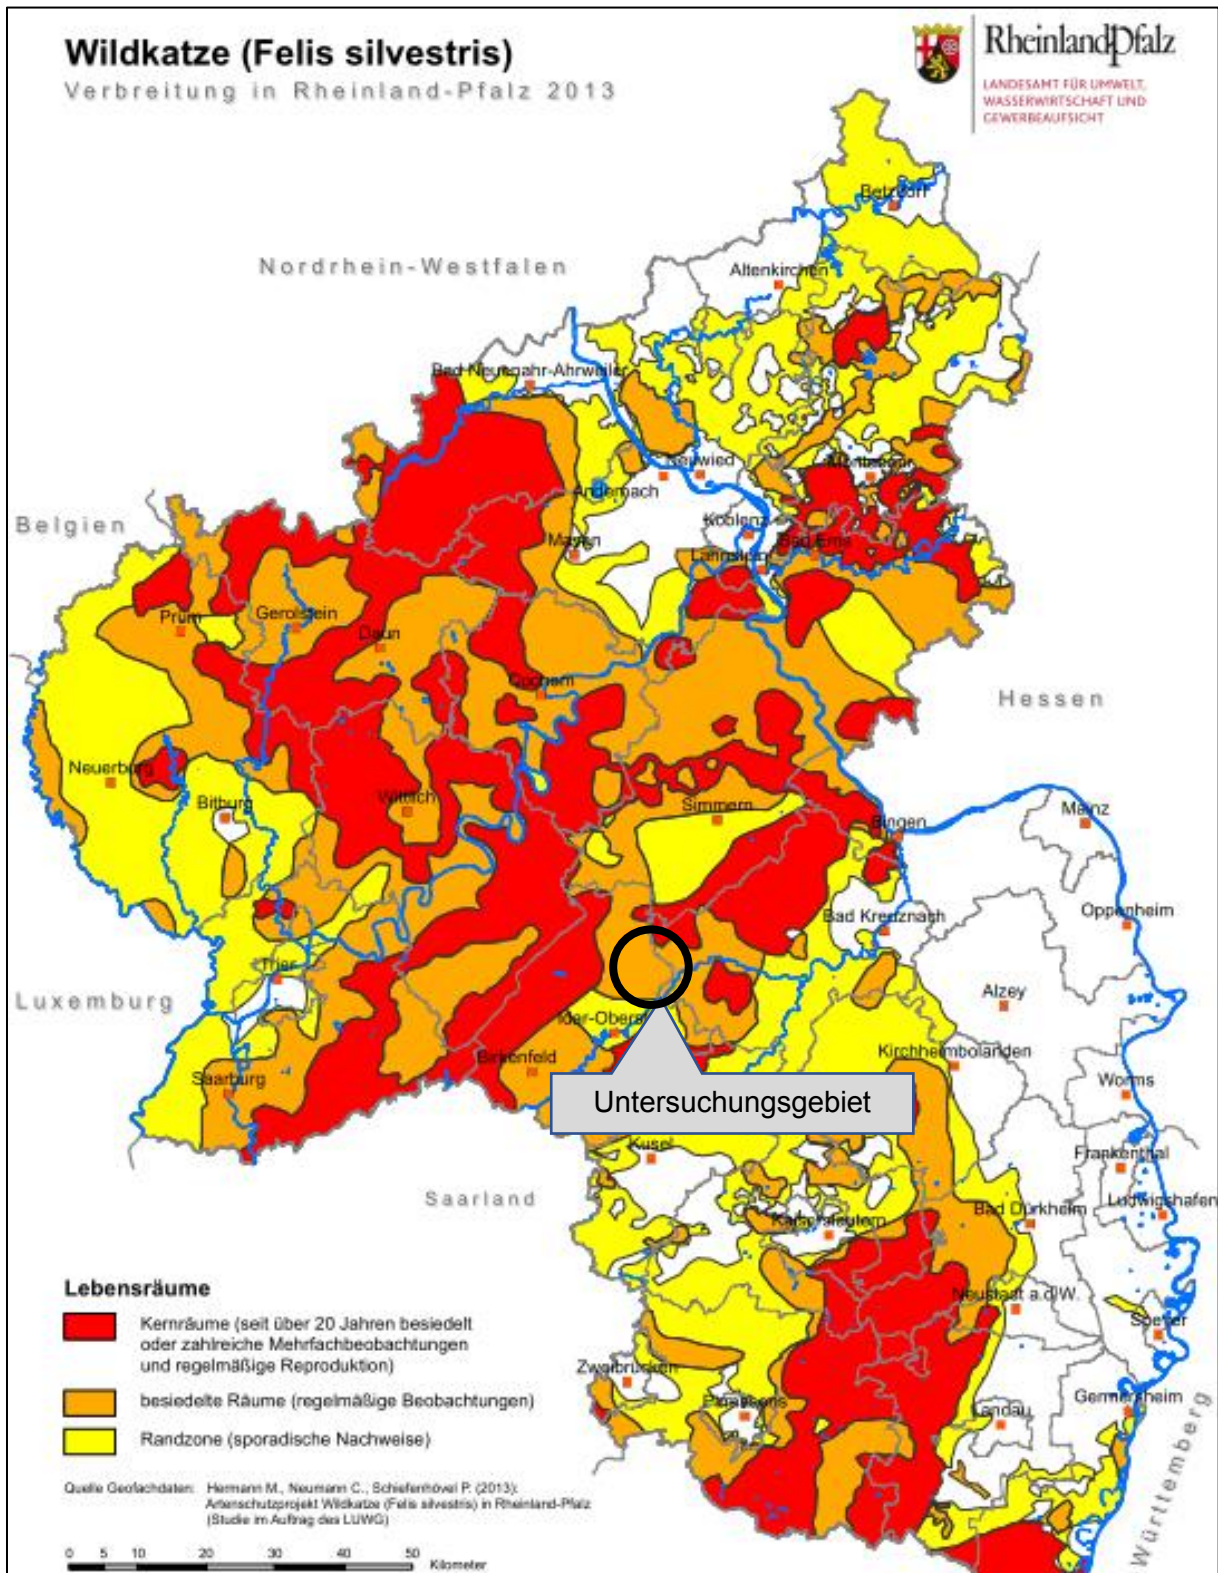 Wildkatze (Felis silvestris)
Verbreitung in Rheinland-Pfalz 2013
RheinlandPfalz
LANDESAMT FÜR UMWELT,
WASSERWIRTSCHAFT UND
GEWERBEAUFSICHT
Betzdorf
Nordrhein-Westfalen
Altenkirchen
Bad Neuenahr-Ahrweiler
Neuwied
Montabaur
Andernach
Belgien
Koblenz
Mayen
Bad Ems
Lahnstein
Prüm
Gerolstein
Daun
Cochem
Hessen
Neuerburg
Bitburg
Wittlich
Simmern
Bingen
Mainz
Bad Kreuznach
Oppenheim
Trier
Luxemburg
Alzey
Idar-Oberst
Kirchheimbolanden
Birkenfeld
Saarburg
Worms
Untersuchungsgebiet
Kusel
Frankenthal
Saarland
Ludwigshafen
Kaiserslautern
Bad Dürkheim
Neustadt a.d.W.
Speyer
Zweibrücken
Pirmasens
Landau
Germersheim
Württemberg
Lebensräume
Kernräume (seit über 20 Jahren besiedelt
oder zahlreiche Mehrfachbeobachtungen
und regelmäßige Reproduktion)
besiedelte Räume (regelmäßige Beobachtungen)
Randzone (sporadische Nachweise)
Quelle Geofachdaten: Hermann M., Neumann C., Schiefenhövel P. (2013):
Artenschutzprojekt Wildkatze (Felis silvestris) in Rheinland-Pfalz
(Studie im Auftrag des LUWG)
0 5 10 20 30 40 50 Kilometer